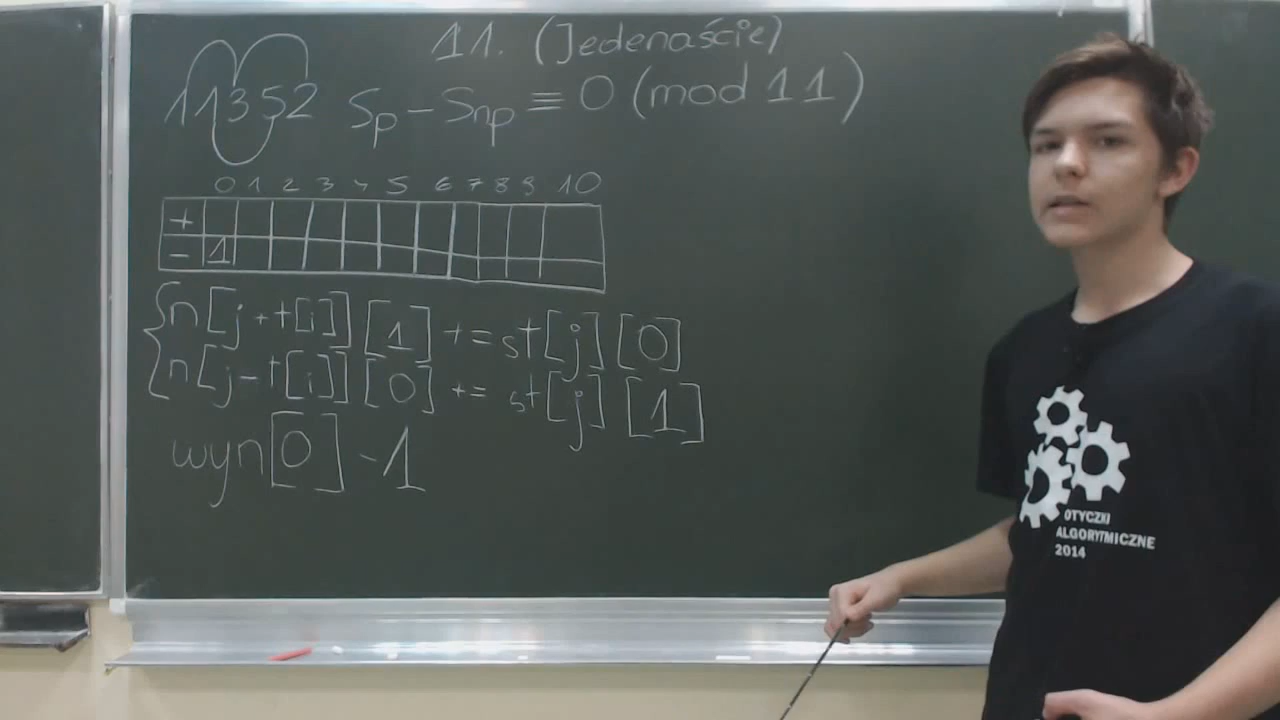 11. (Jedenaście)
11352 Sp - Snp ≡ 0 (mod 11)
0 1 2 3 4 5 6 7 8 9 10
+
- 1
n[j+t[i]][1] += st[j][0]
n[j-t[i]][0] += st[j][1]
wyn[0] -1
OTYCZKI
ALGORYTMICZNE
2014